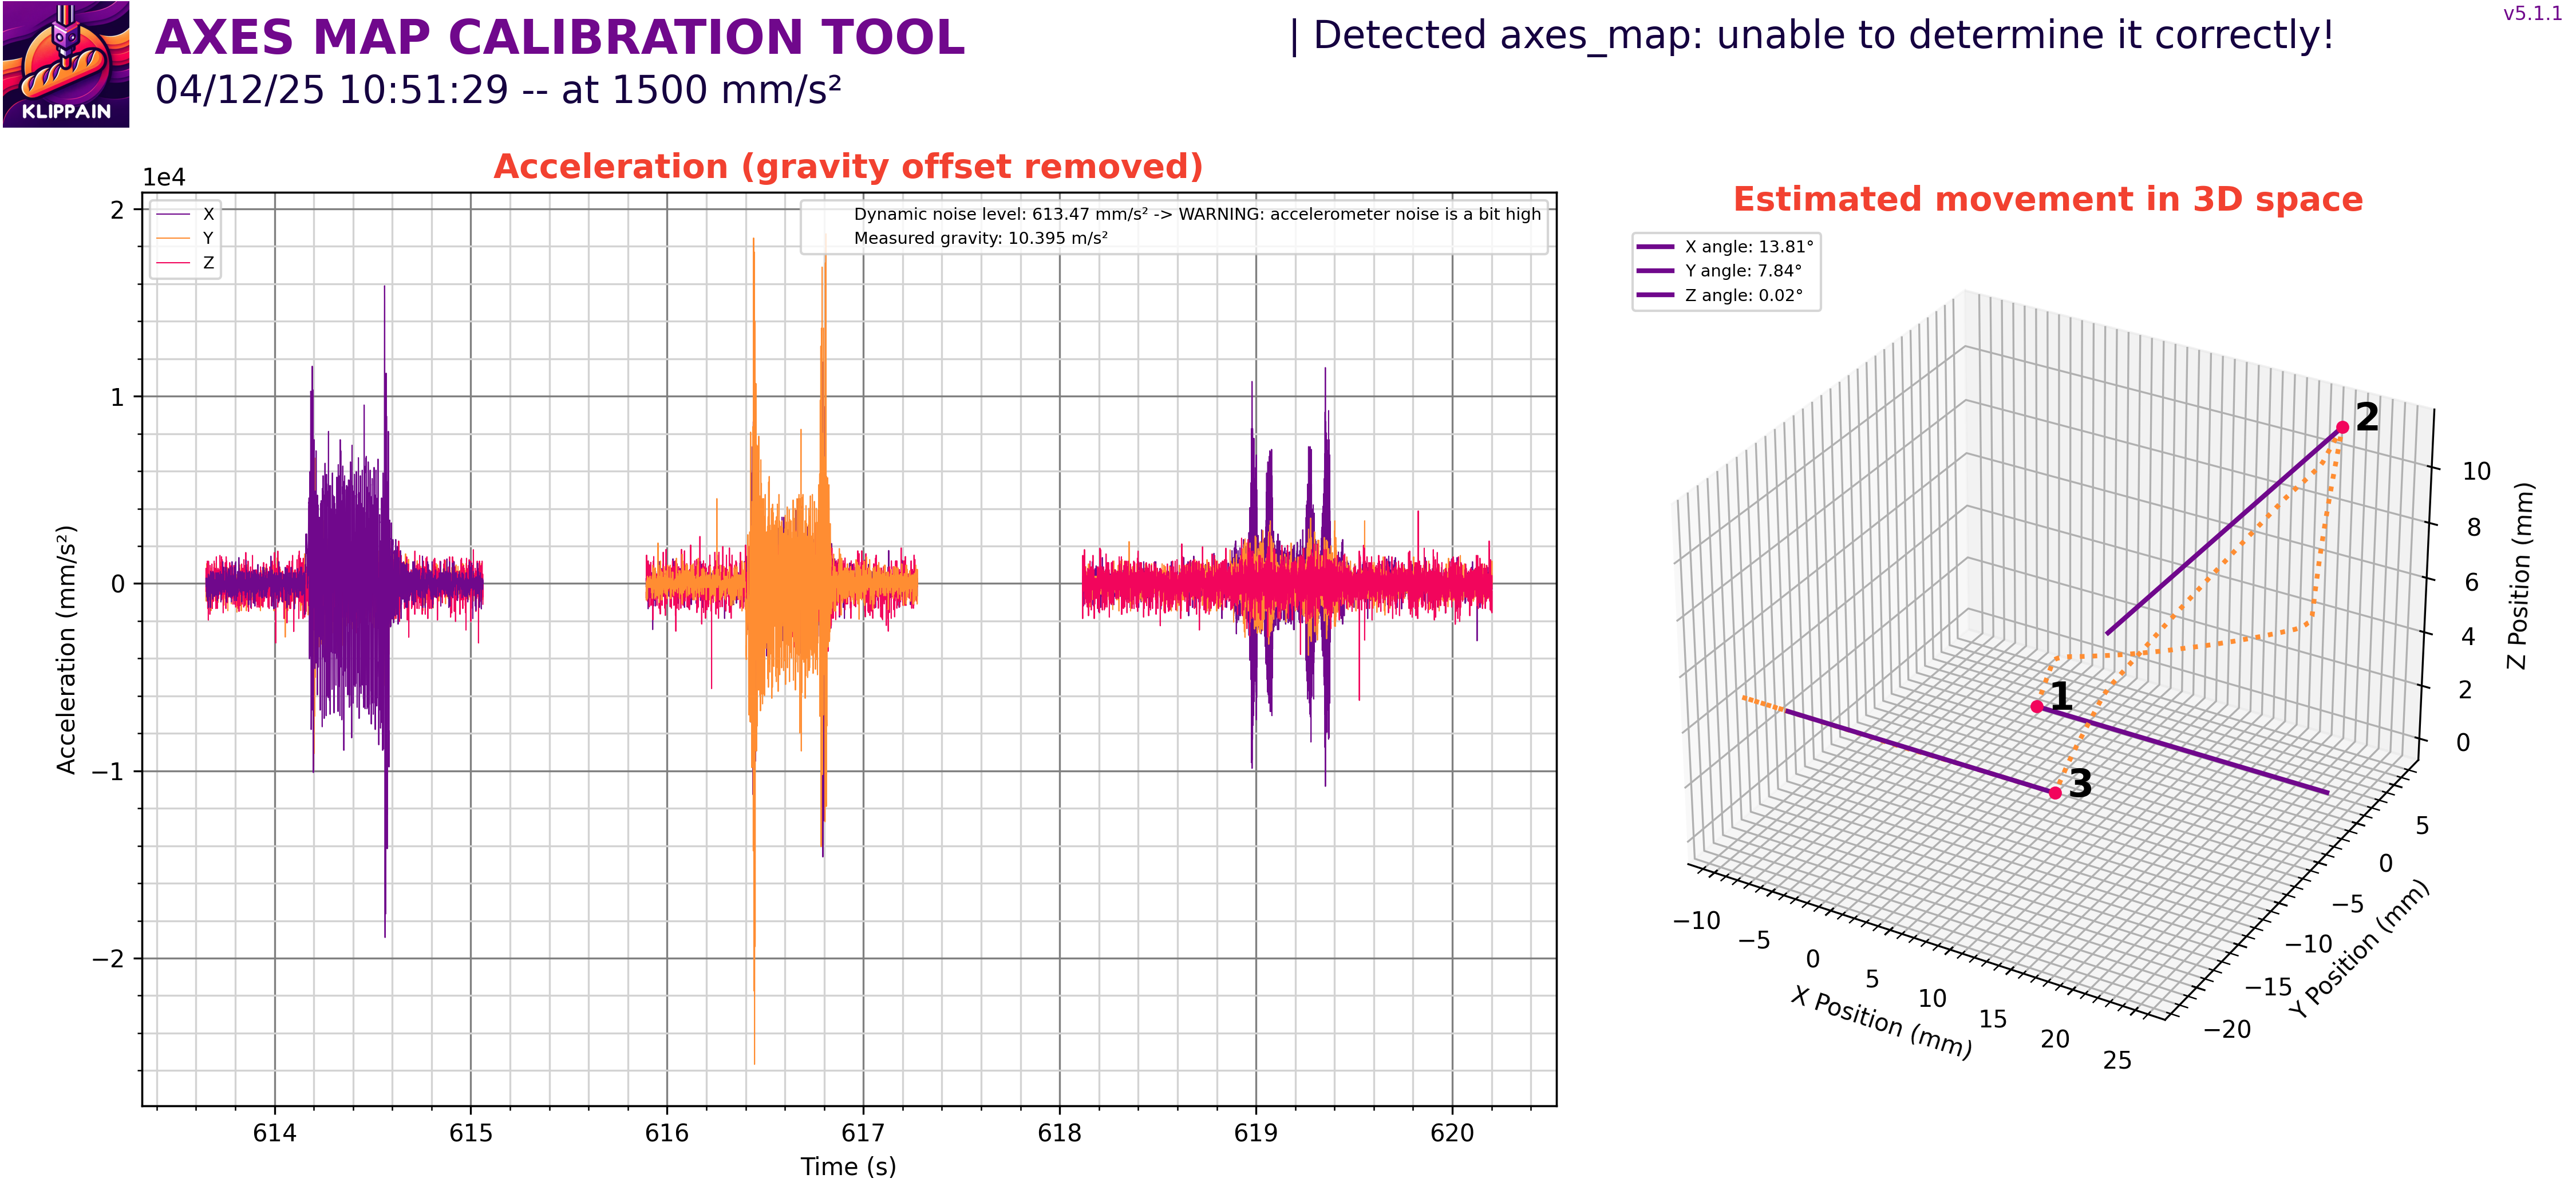 KLIPPAIN
AXES MAP CALIBRATION TOOL
04/12/25 10:51:29 -- at 1500 mm/s²
| Detected axes_map: unable to determine it correctly!
v5.1.1
Acceleration (gravity offset removed)
1e4
X
Y
Z
Dynamic noise level: 613.47 mm/s² -> WARNING: accelerometer noise is a bit high
Measured gravity: 10.395 m/s²
2
1
0
−1
−2
Acceleration (mm/s²)
614 615 616 617 618 619 620
Time (s)
Estimated movement in 3D space
X angle: 13.81°
Y angle: 7.84°
Z angle: 0.02°
2
1
3
10
8
6
4
2
0
Z Position (mm)
5
0
−5
−10
−15
−20
Y Position (mm)
−10
−5
0
5
10
15
20
25
X Position (mm)